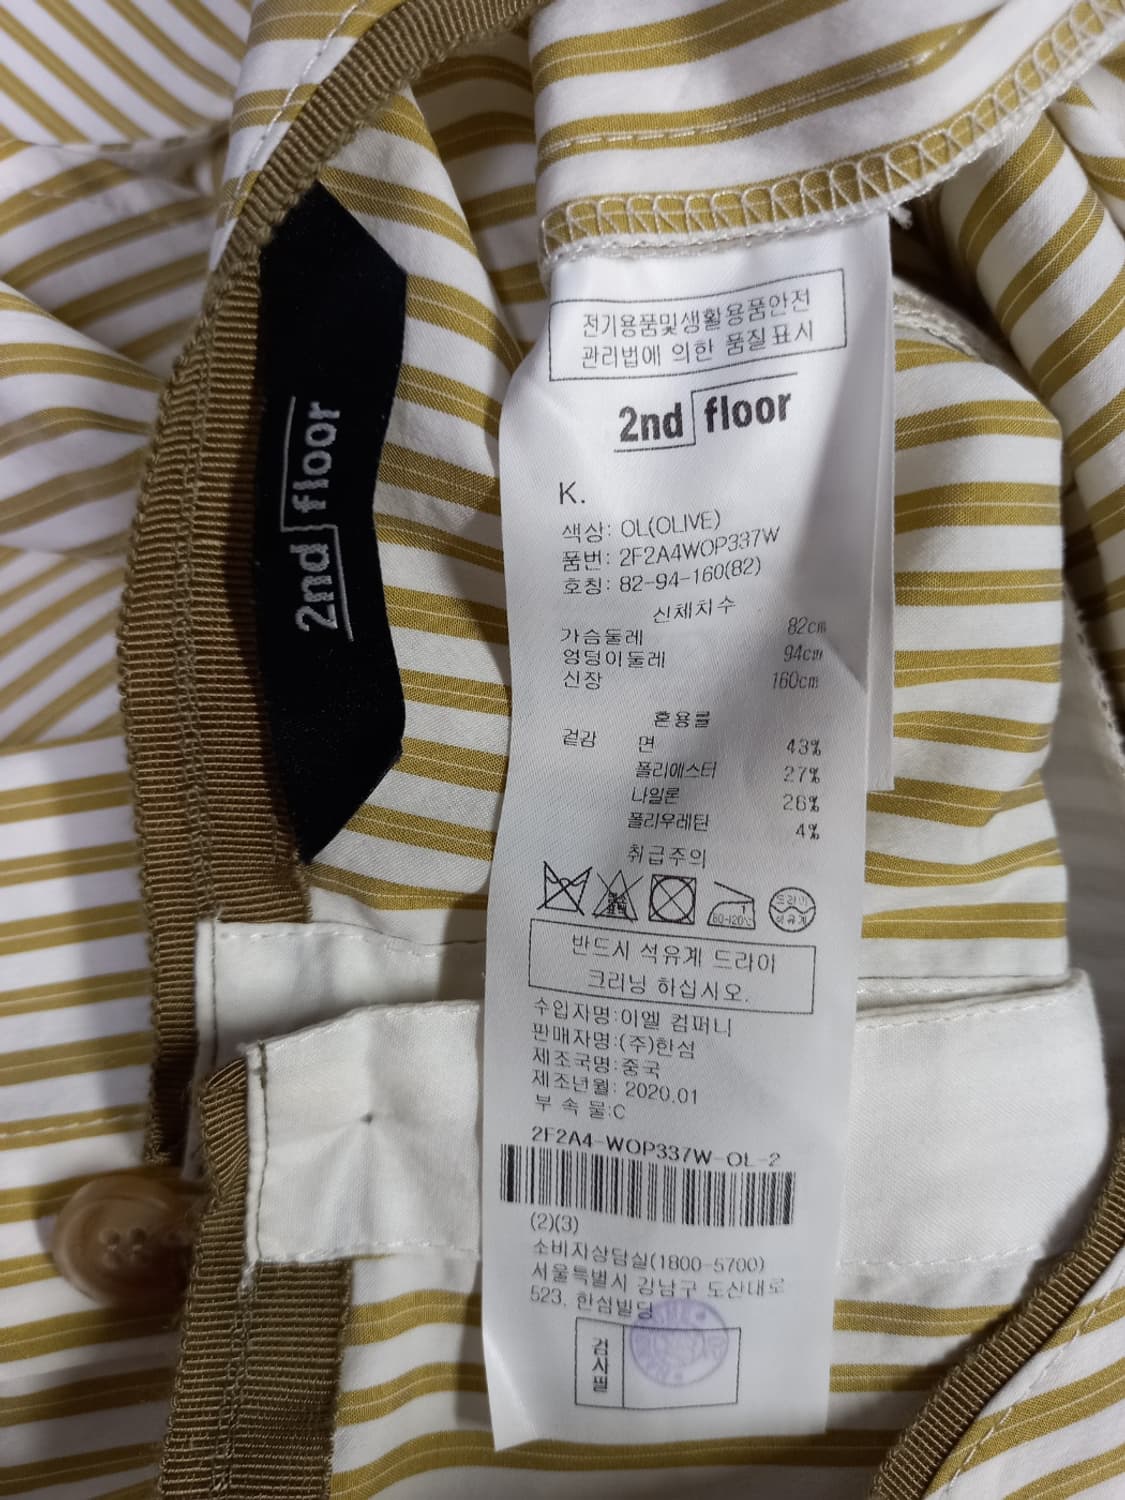 2nd floor
전기용품및생활용품안전
관리법에 의한 품질표시
2nd floor
K.
색상: OL(OLIVE)
품번: 2F2A4WOP337W
호칭: 82-94-160(82)
신체치수
가슴둘레 82cm
엉덩이둘레 94cm
신장 160cm
혼용률
겉감 면 43%
폴리에스터 27%
나일론 26%
폴리우레탄 4%
취급주의
80-120℃
드라이
석유계
반드시 석유계 드라이
크리닝 하십시오.
수입자명:이엘 컴퍼니
판매자명:(주)한섬
제조국명:중국
제조년월: 2020.01
부 속 물:C
2F2A4-WOP337W-OL-2
(2)(3)
소비자상담실(1800-5700)
서울특별시 강남구 도산대로
523, 한섬빌딩
검사필